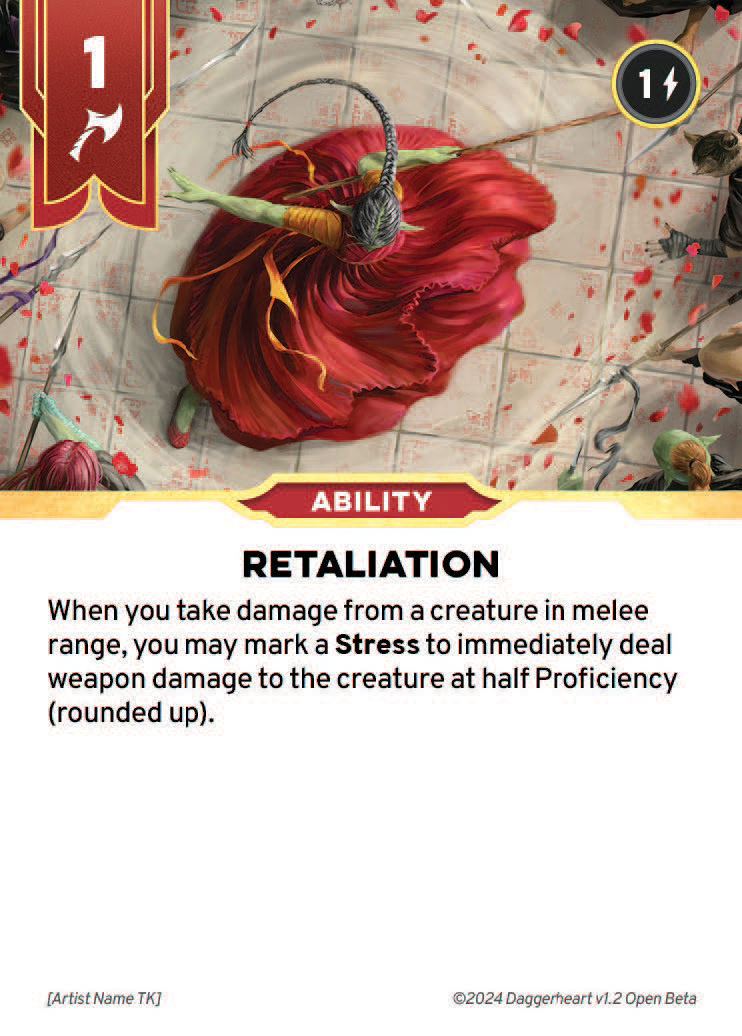 1
1
ABILITY
RETALIATION
When you take damage from a creature in melee
range, you may mark a Stress to immediately deal
weapon damage to the creature at half Proficiency
(rounded up).
[Artist Name TK]
©2024 Daggerheart v1.2 Open Beta